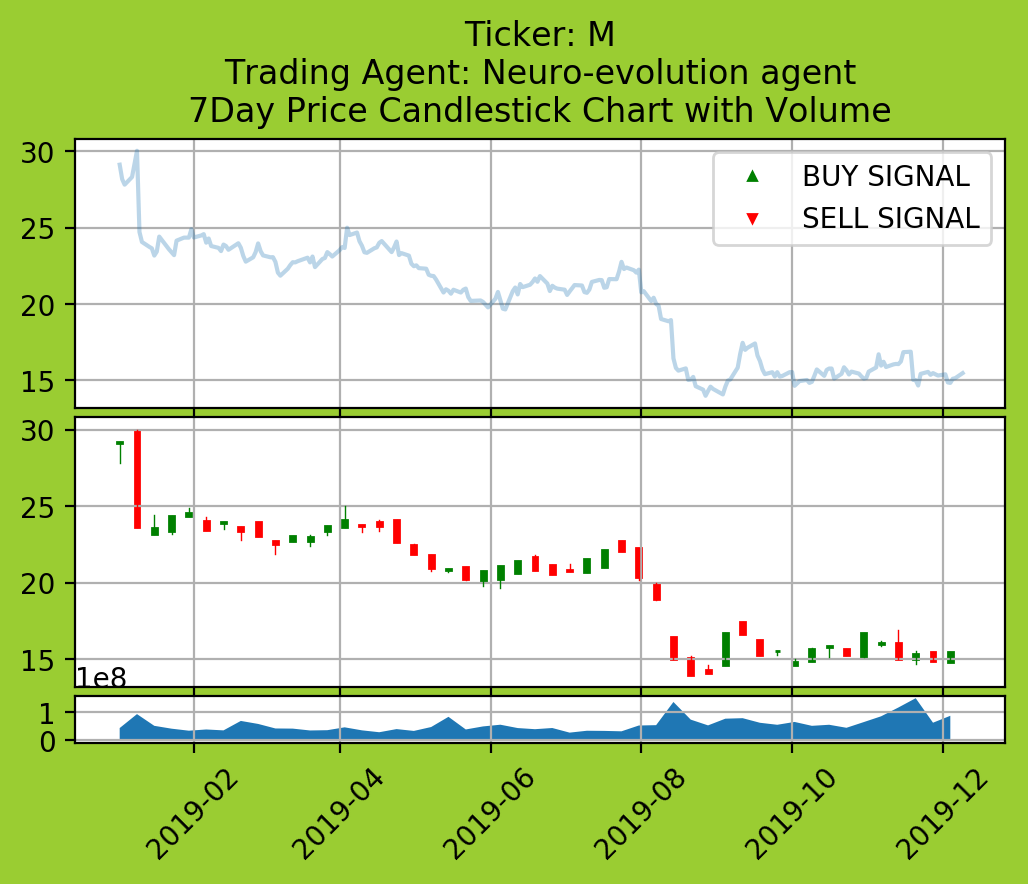 Ticker: M
Trading Agent: Neuro-evolution agent
7Day Price Candlestick Chart with Volume
30
25
20
15
BUY SIGNAL
SELL SIGNAL
30
25
20
15
1e8
1
0
2019-02
2019-04
2019-06
2019-08
2019-10
2019-12